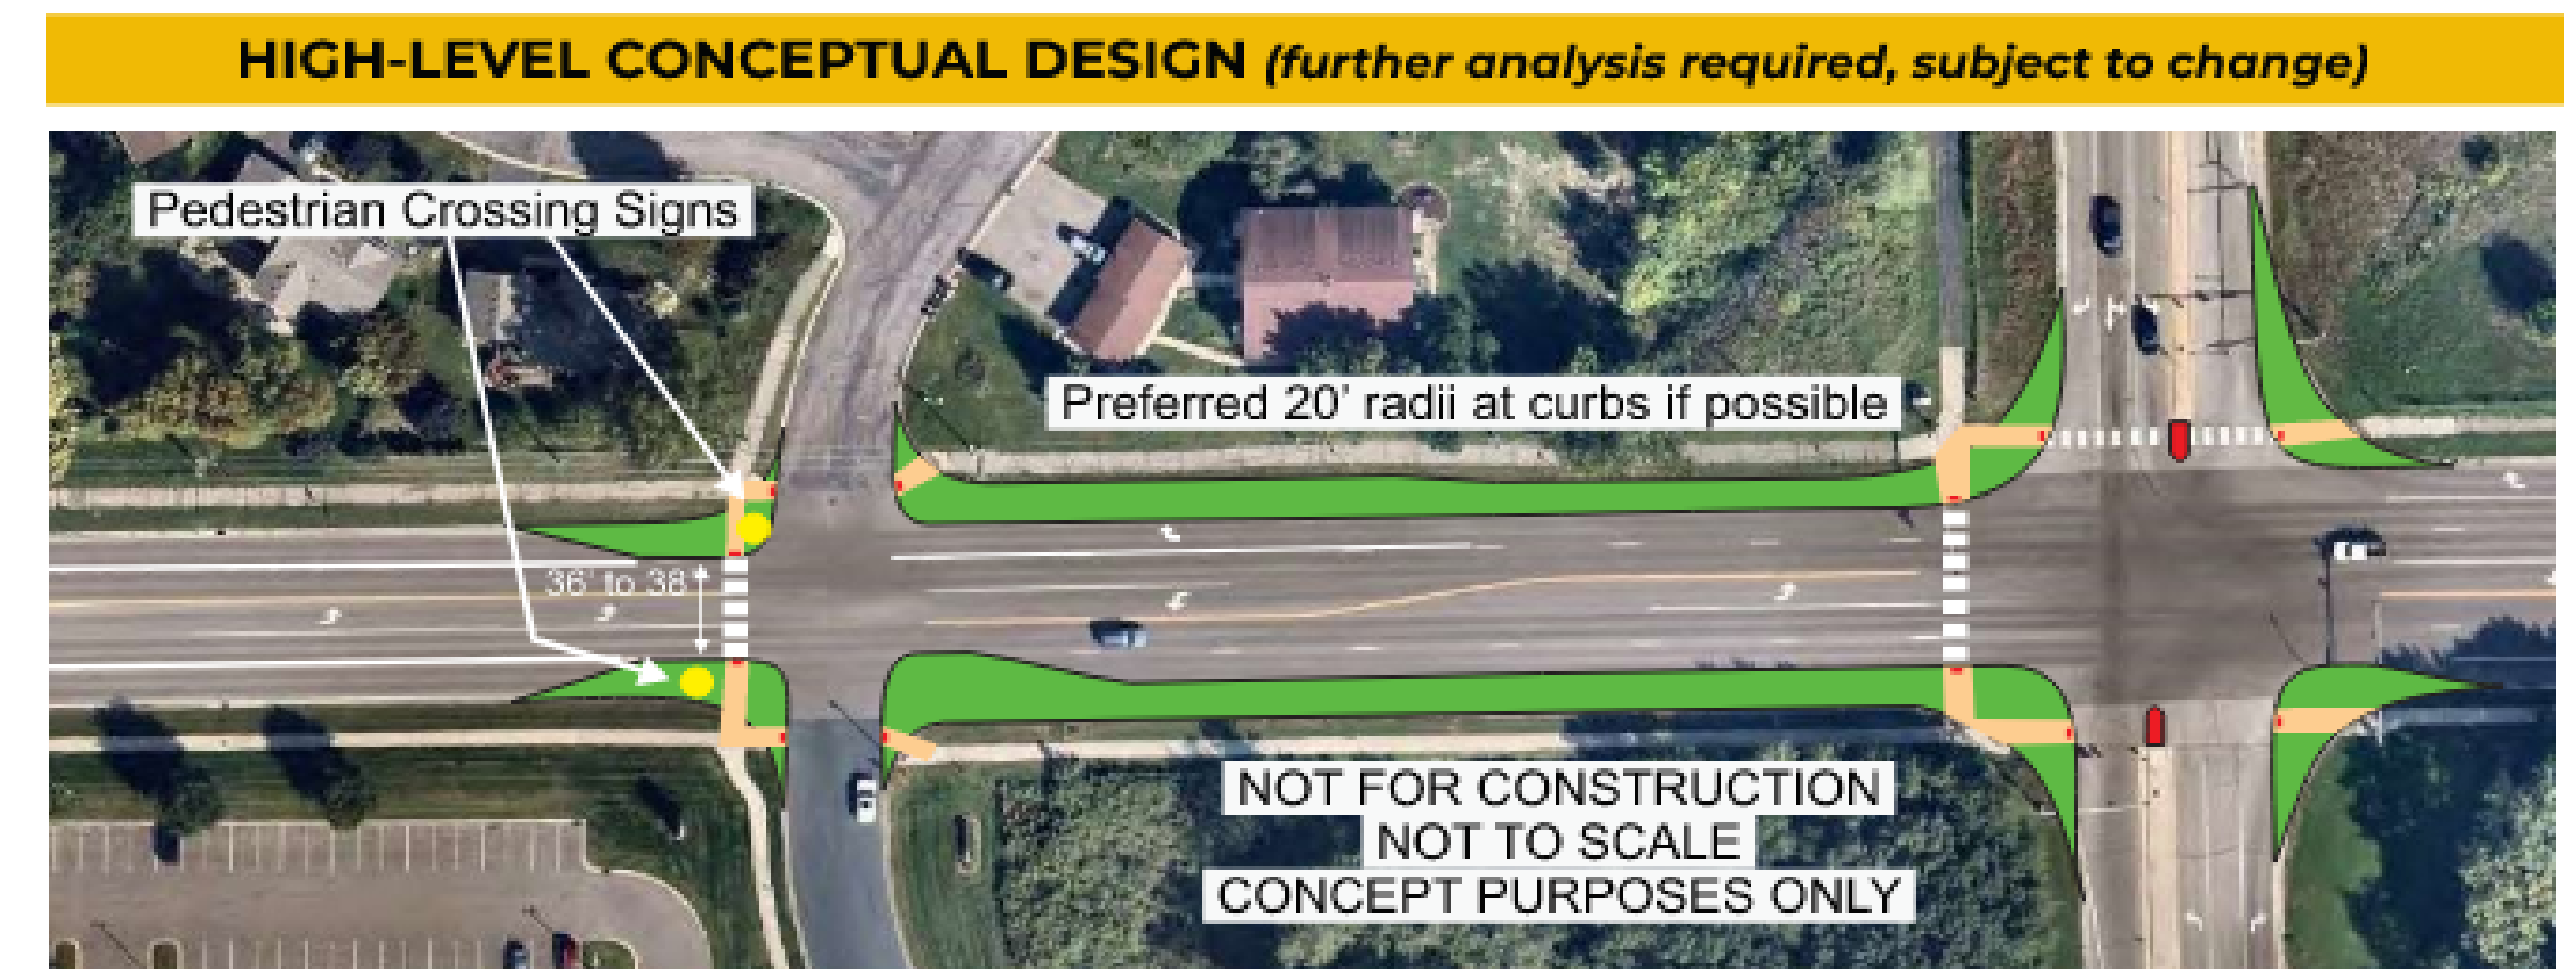 HIGH-LEVEL CONCEPTUAL DESIGN (further analysis required, subject to change)
Pedestrian Crossing Signs
Preferred 20' radii at curbs if possible
36' to 38'
NOT FOR CONSTRUCTION
NOT TO SCALE
CONCEPT PURPOSES ONLY